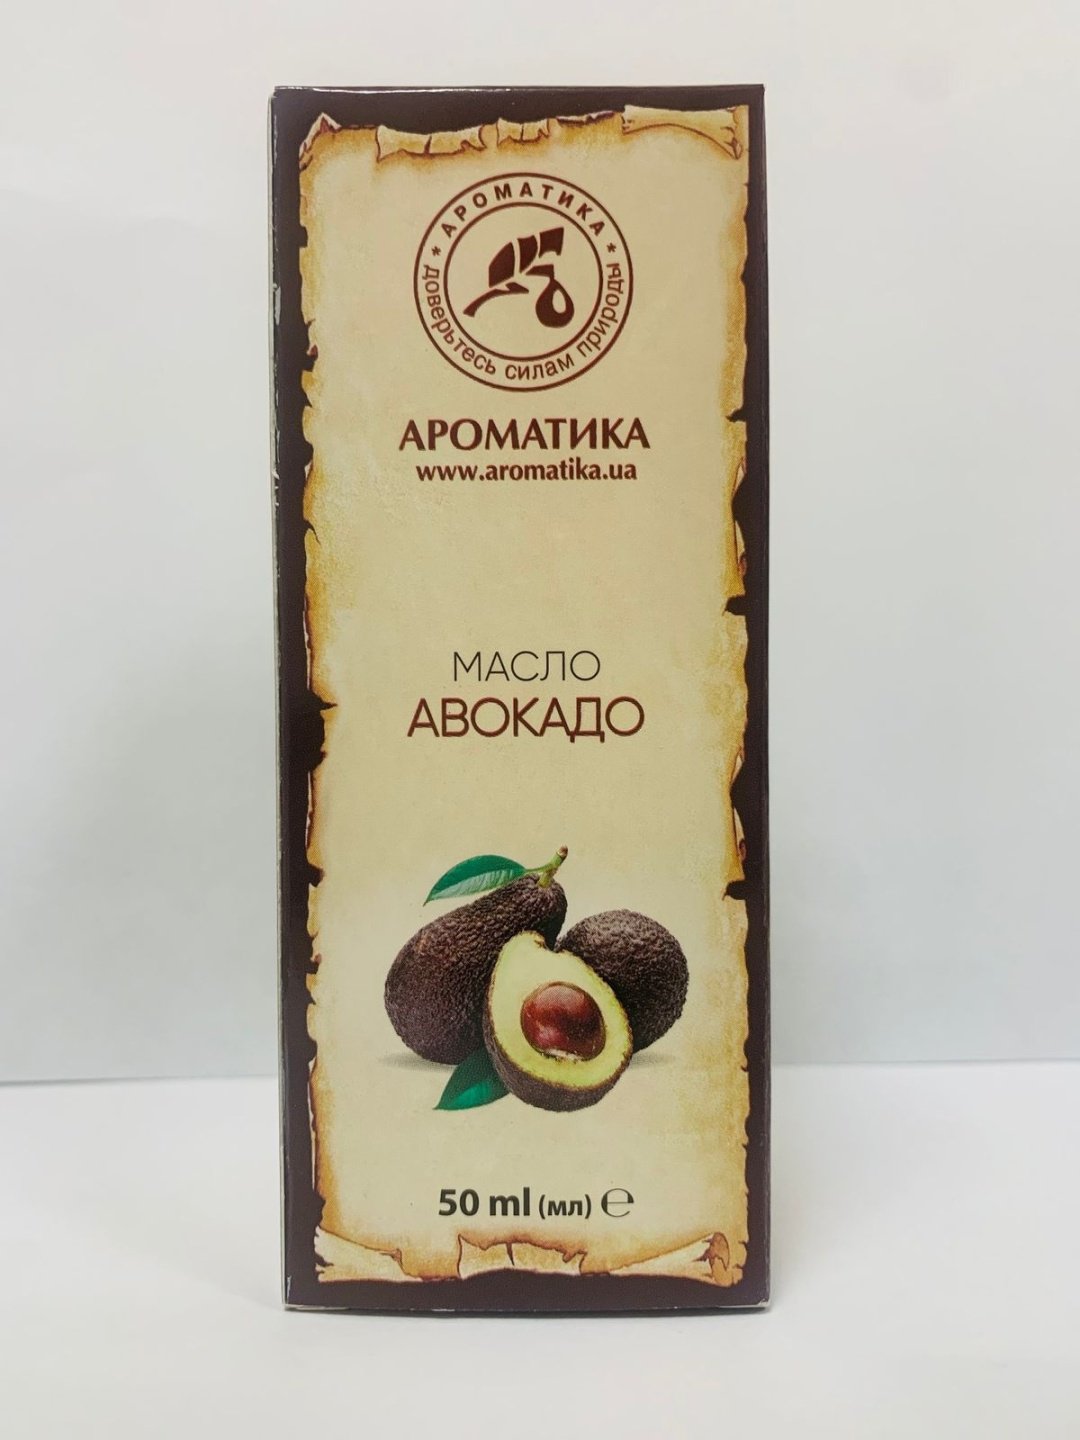 АРОМАТИКА
доверьтесь силам природы
АРОМАТИКА
www.aromatika.ua
МАСЛО
АВОКАДО
50 ml (мл) ℮